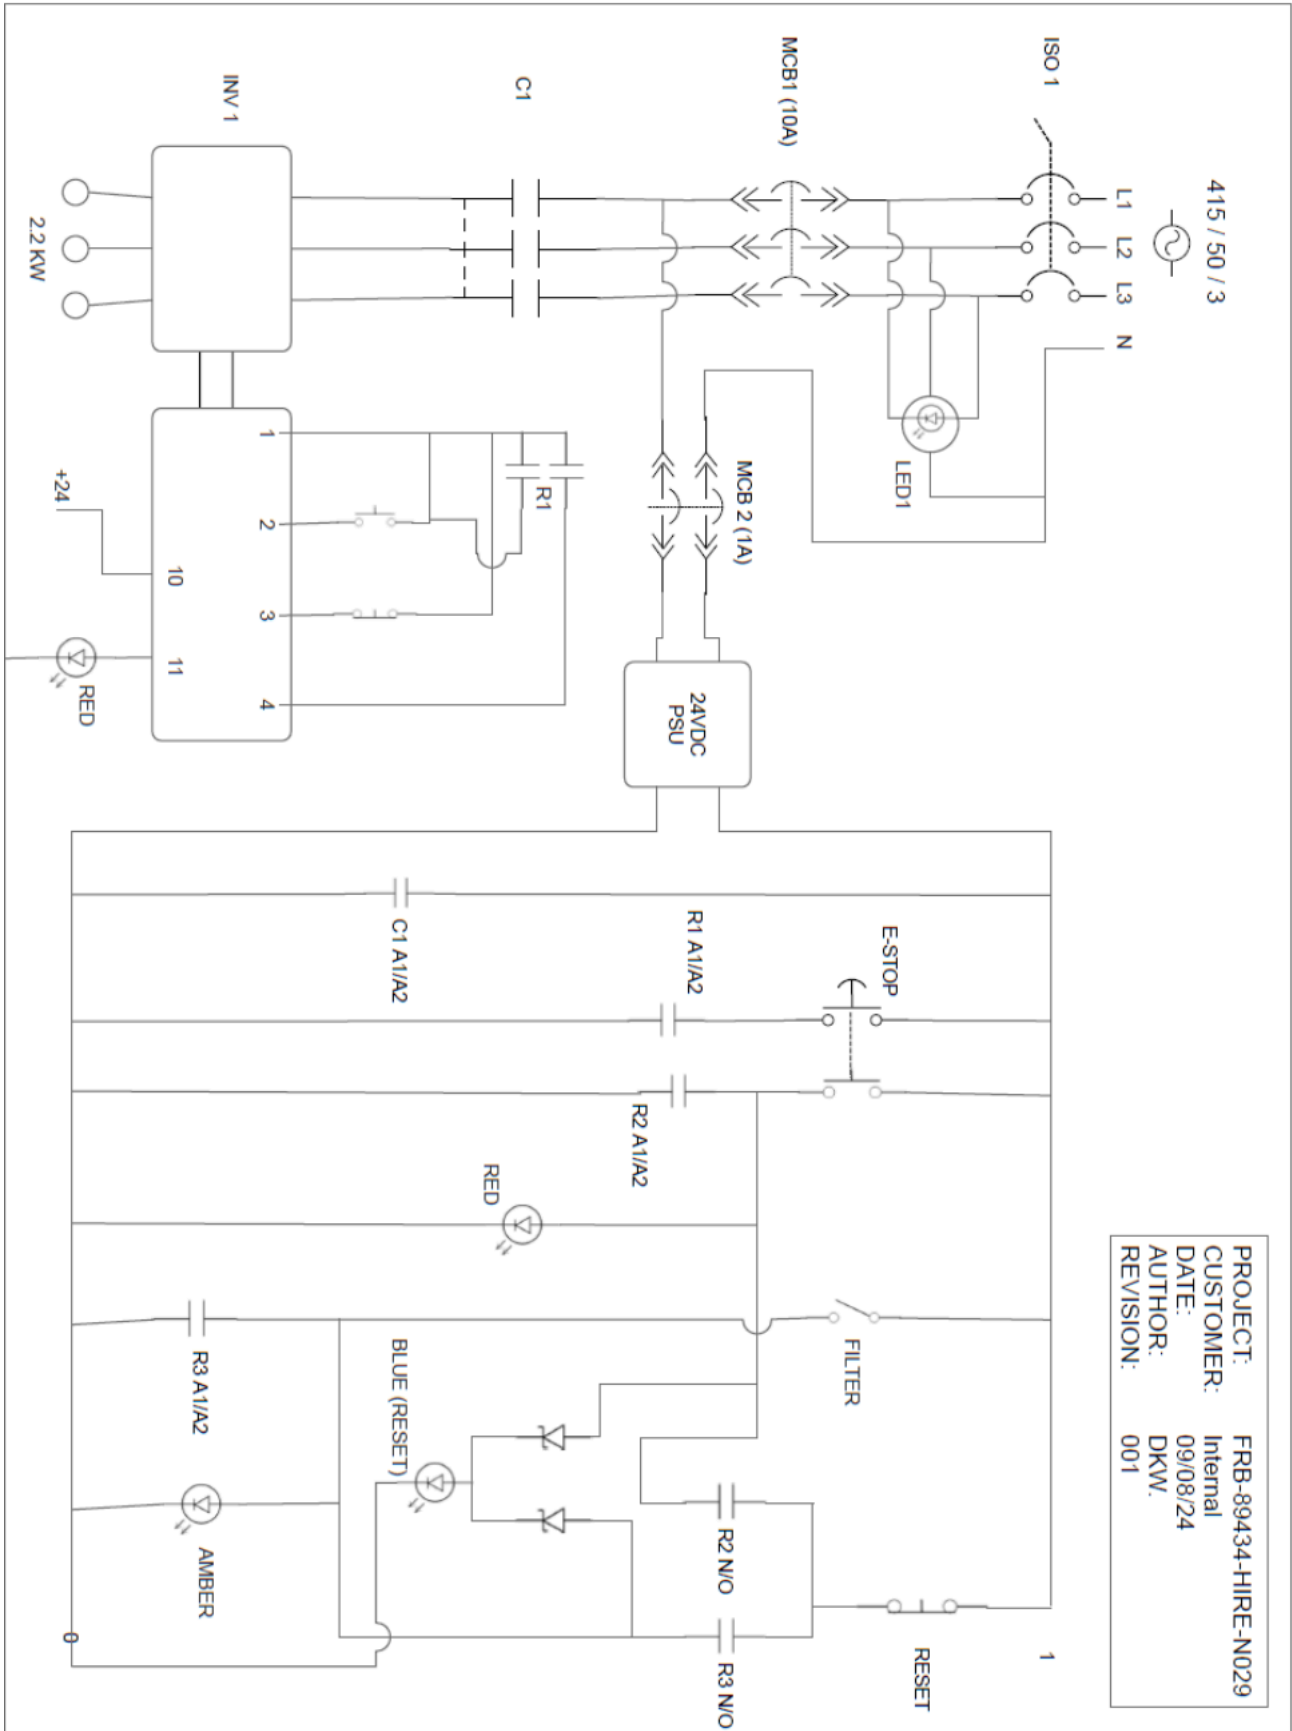 415 / 50 / 3
L1
L2
L3
N
ISO 1
MCB1 (10A)
C1
INV 1
2.2 KW
LED1
MCB 2 (1A)
24VDC
PSU
R1
1
2
3
4
10
11
+24
RED
E-STOP
R1 A1/A2
C1 A1/A2
R2 A1/A2
RED
FILTER
R3 A1/A2
BLUE (RESET)
AMBER
R2 N/O
R3 N/O
RESET
1
0
PROJECT: FRB-89434-HIRE-N029
CUSTOMER: Internal
DATE: 09/08/24
AUTHOR: DKW.
REVISION: 001